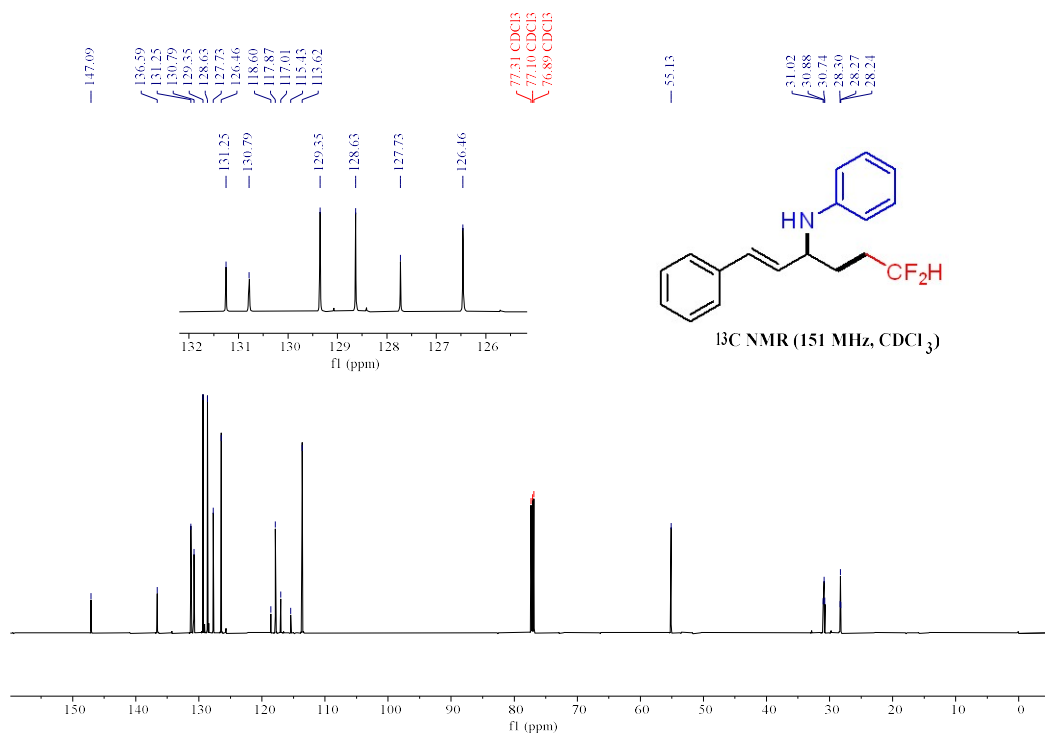 147.09
136.59
131.25
130.79
129.35
128.63
127.73
126.46
118.60
117.87
117.01
115.43
113.62
77.31 CDCl3
77.10 CDCl3
76.89 CDCl3
55.13
31.02
30.88
30.74
28.30
28.27
28.24
131.25
130.79
129.35
128.63
127.73
126.46
132 131 130 129 128 127 126
f1 (ppm)
HN
CF2H
13C NMR (151 MHz, CDCl3)
150 140 130 120 110 100 90 80 70 60 50 40 30 20 10 0
f1 (ppm)